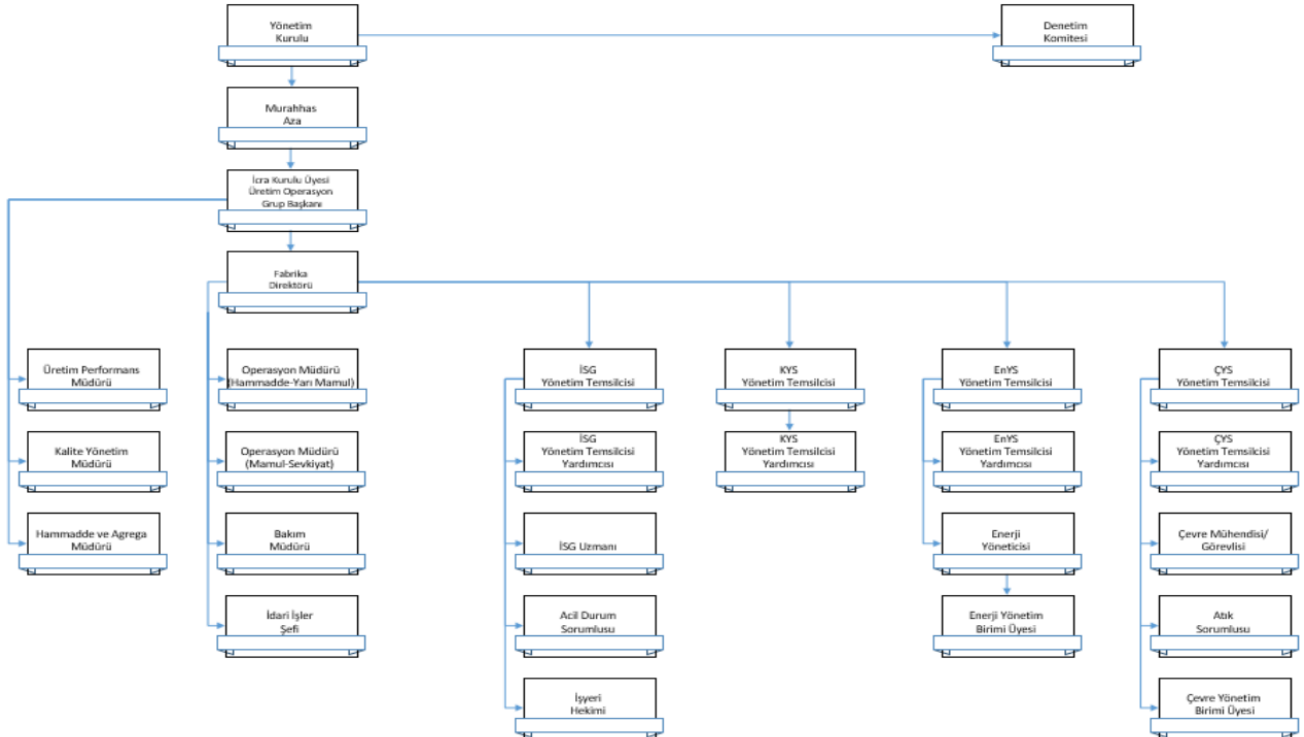 Yönetim
Kurulu
Denetim
Komitesi
Murahhas
Aza
İcra Kurulu Üyesi
Üretim Operasyon
Grup Başkanı
Fabrika
Direktörü
Üretim Performans
Müdürü
Operasyon Müdürü
(Hammadde-Yarı Mamul)
İSG
Yönetim Temsilcisi
KYS
Yönetim Temsilcisi
EnYS
Yönetim Temsilcisi
ÇYS
Yönetim Temsilcisi
Kalite Yönetim
Müdürü
Operasyon Müdürü
(Mamul-Sevkiyat)
İSG
Yönetim Temsilcisi
Yardımcısı
KYS
Yönetim Temsilcisi
Yardımcısı
EnYS
Yönetim Temsilcisi
Yardımcısı
ÇYS
Yönetim Temsilcisi
Yardımcısı
Hammadde ve Agrega
Müdürü
Bakım
Müdürü
İSG Uzmanı
Enerji
Yöneticisi
Çevre Mühendisi/
Görevlisi
İdari İşler
Şefi
Acil Durum
Sorumlusu
Enerji Yönetim
Birimi Üyesi
Atık
Sorumlusu
İşyeri
Hekimi
Çevre Yönetim
Birimi Üyesi